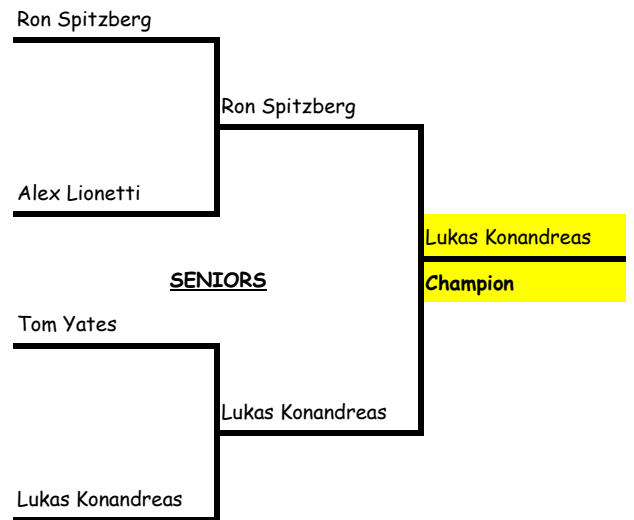 Ron Spitzberg
Ron Spitzberg
Alex Lionetti
Lukas Konandreas
SENIORS
Champion
Tom Yates
Lukas Konandreas
Lukas Konandreas